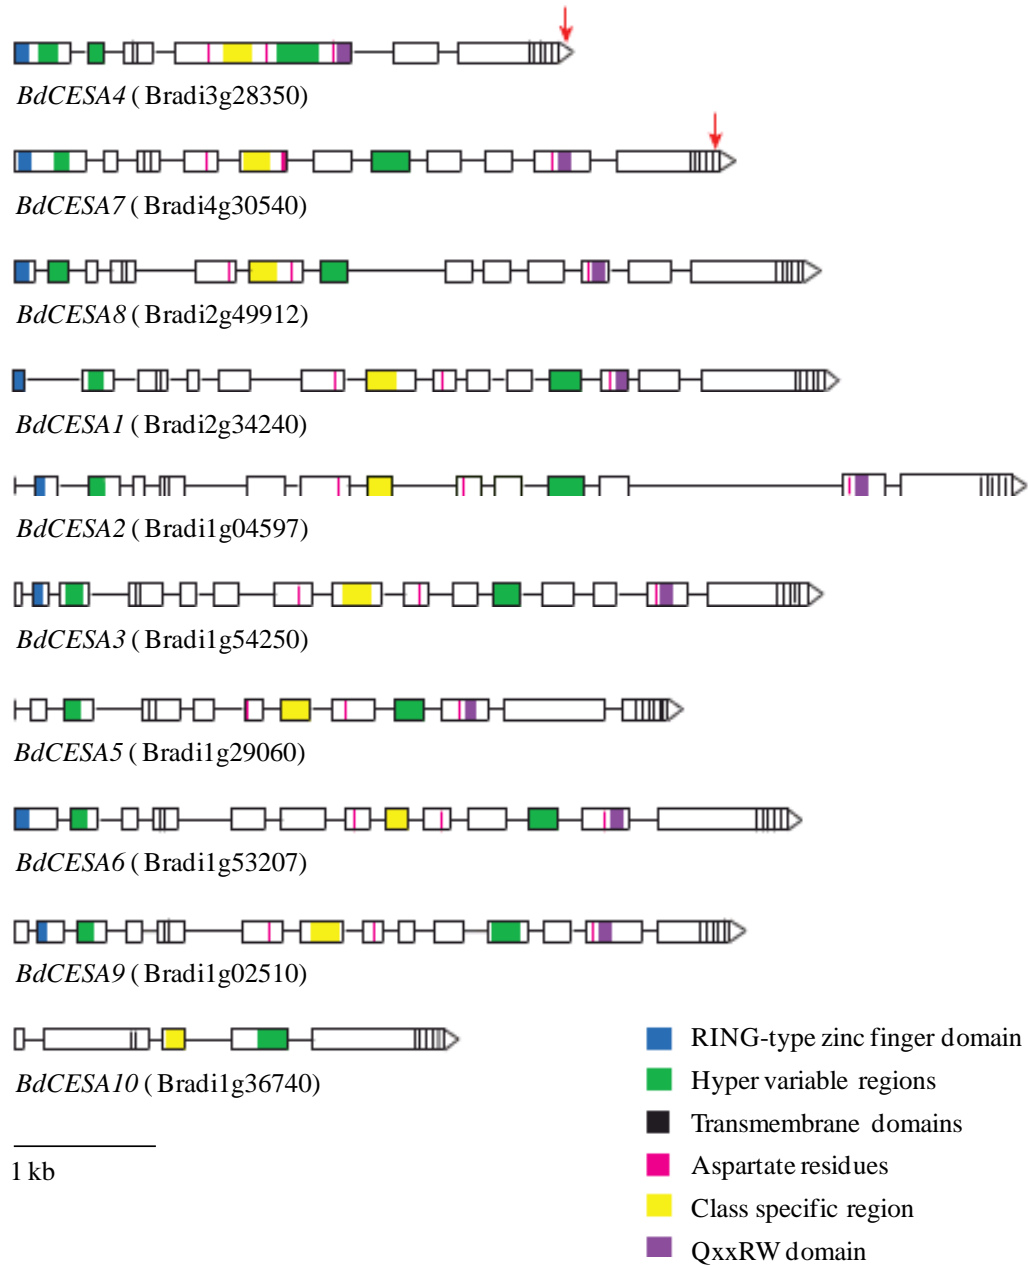 BdCESA4 (Bradi3g28350)
BdCESA7 (Bradi4g30540)
BdCESA8 (Bradi2g49912)
BdCESA1 (Bradi2g34240)
BdCESA2 (Bradi1g04597)
BdCESA3 (Bradi1g54250)
BdCESA5 (Bradi1g29060)
BdCESA6 (Bradi1g53207)
BdCESA9 (Bradi1g02510)
BdCESA10 (Bradi1g36740)
1 kb
RING-type zinc finger domain
Hyper variable regions
Transmembrane domains
Aspartate residues
Class specific region
QxxRW domain